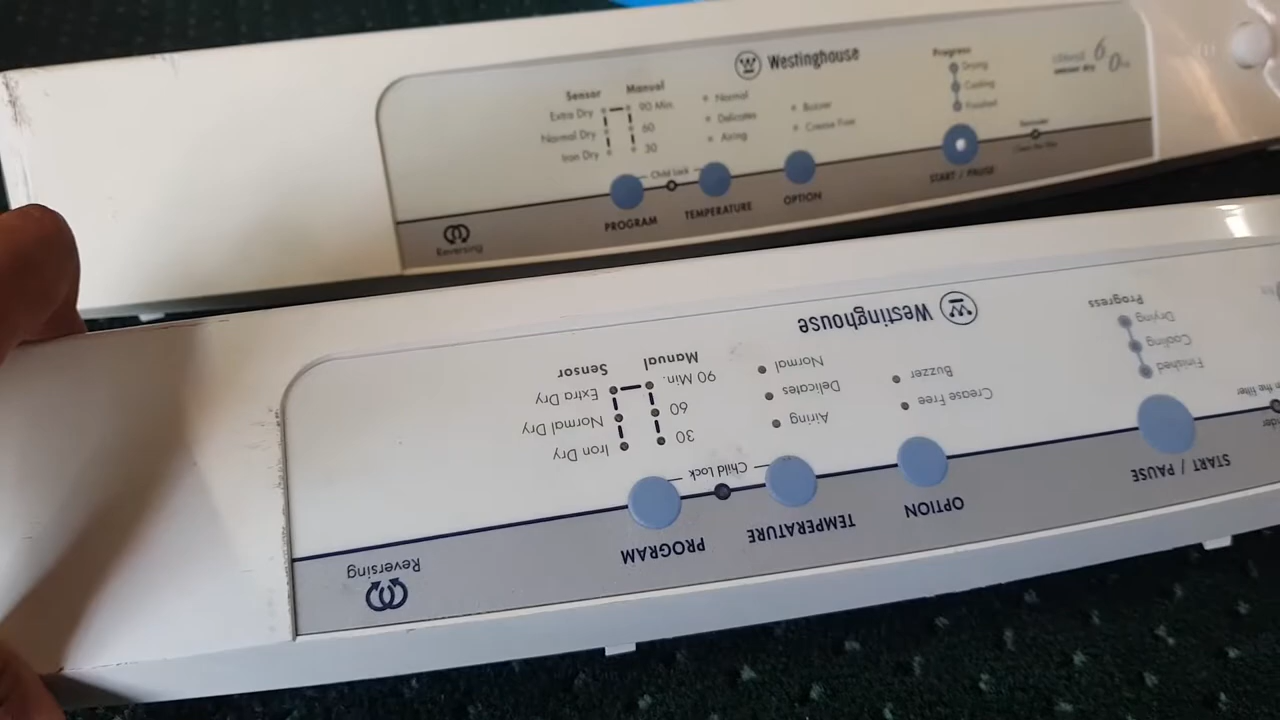 Westinghouse
Progress
Drying
Cooling
Finished
sensor dry 60
Sensor Manual
Extra Dry 90 Min
Normal Dry 60
Iron Dry 30
Normal
Delicates
Airing
Buzzer
Crease Free
Child Lock
PROGRAM
TEMPERATURE
OPTION
START / PAUSE
Reversing
Westinghouse
Progress
Drying
Cooling
Finished
Sensor Manual
Extra Dry 90 Min.
Normal Dry 60
Iron Dry 30
Normal
Delicates
Airing
Buzzer
Crease Free
Child Lock
PROGRAM
TEMPERATURE
OPTION
START / PAUSE
Reversing